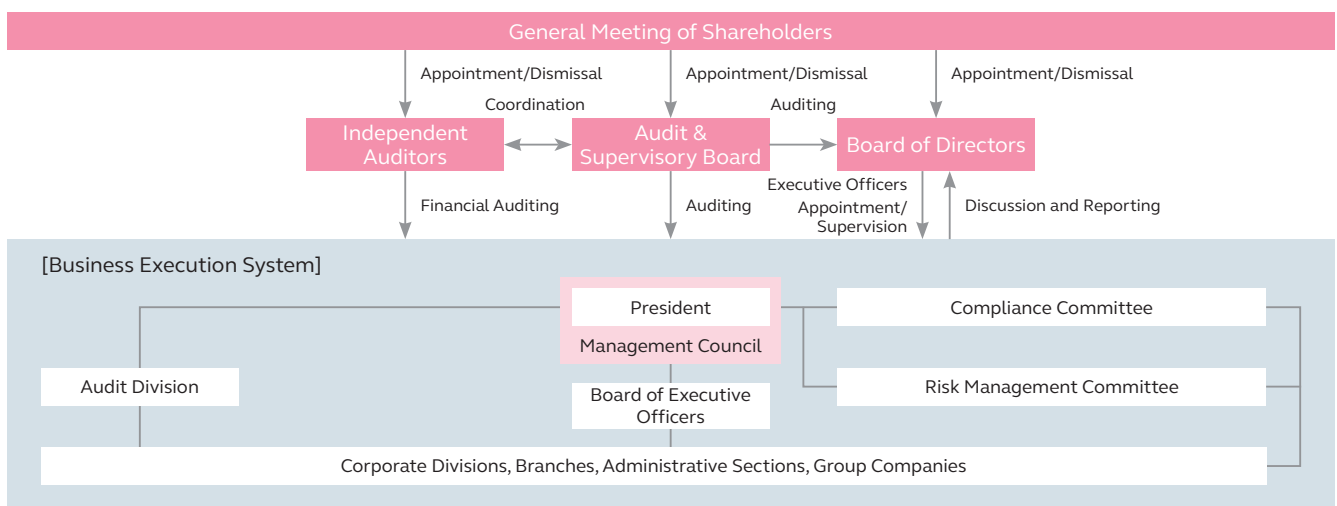 General Meeting of Shareholders
Appointment/Dismissal
Appointment/Dismissal
Appointment/Dismissal
Coordination
Auditing
Independent
Auditors
Audit &
Supervisory Board
Board of Directors
Financial Auditing
Auditing
Executive Officers
Appointment/
Supervision
Discussion and Reporting
[Business Execution System]
President
Management Council
Compliance Committee
Audit Division
Board of Executive
Officers
Risk Management Committee
Corporate Divisions, Branches, Administrative Sections, Group Companies